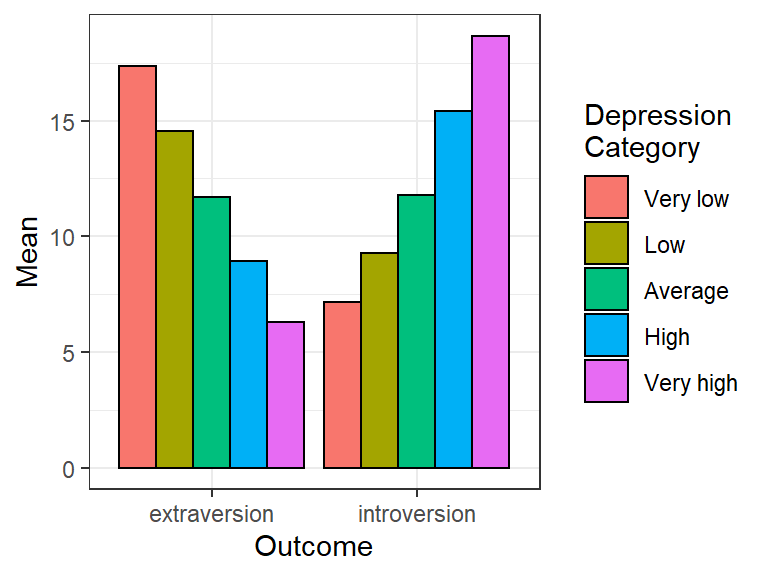 15
10
5
0
Mean
extraversion
introversion
Outcome
Depression
Category
Very low
Low
Average
High
Very high